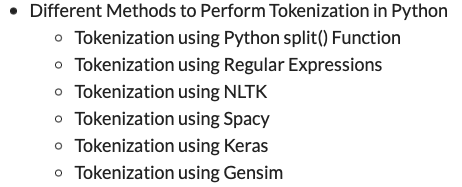 Different Methods to Perform Tokenization in Python
Tokenization using Python split() Function
Tokenization using Regular Expressions
Tokenization using NLTK
Tokenization using Spacy
Tokenization using Keras
Tokenization using Gensim